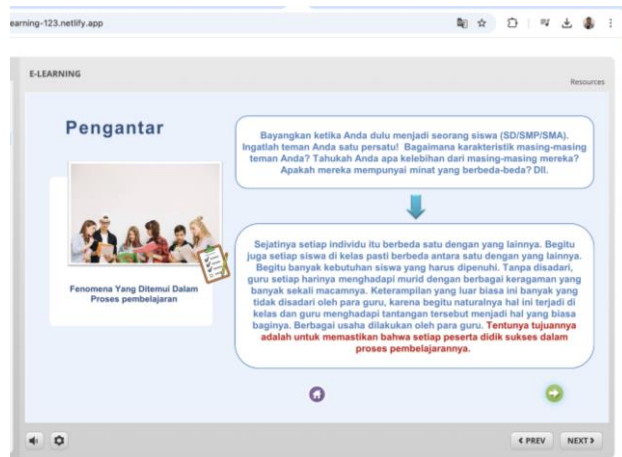 earning-123.netlify.app
E-LEARNING
Resources
Pengantar
Fenomena Yang Ditemui Dalam
Proses pembelajaran
Bayangkan ketika Anda dulu menjadi seorang siswa (SD/SMP/SMA).
Ingatlah teman Anda satu persatu! Bagaimana karakteristik masing-masing
teman Anda? Tahukah Anda apa kelebihan dari masing-masing mereka?
Apakah mereka mempunyai minat yang berbeda-beda? Dll.
Sejatinya setiap individu itu berbeda satu dengan yang lainnya. Begitu
juga setiap siswa di kelas pasti berbeda antara satu dengan yang lainya.
Begitu banyak kebutuhan siswa yang harus dipenuhi. Tanpa disadari,
guru setiap harinya menghadapi murid dengan berbagai keragaman yang
banyak sekali macamnya. Keterampilan yang luar biasa ini banyak yang
tidak disadari oleh para guru, karena begitu naturalnya hal ini terjadi di
kelas dan guru menghadapi tantangan tersebut menjadi hal yang biasa
baginya. Berbagai usaha dilakukan oleh para guru. Tentunya tujuannya
adalah untuk memastikan bahwa setiap peserta didik sukses dalam
proses pembelajarannya.
PREV
NEXT